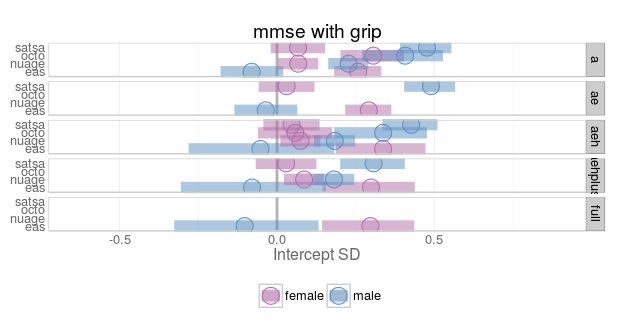 mmse with grip
satsa
octo
nuage
eas
a
satsa
octo
nuage
eas
ae
satsa
octo
nuage
eas
aeh
satsa
octo
nuage
eas
ehplus
satsa
octo
nuage
eas
full
-0.5 0.0 0.5
Intercept SD
female male